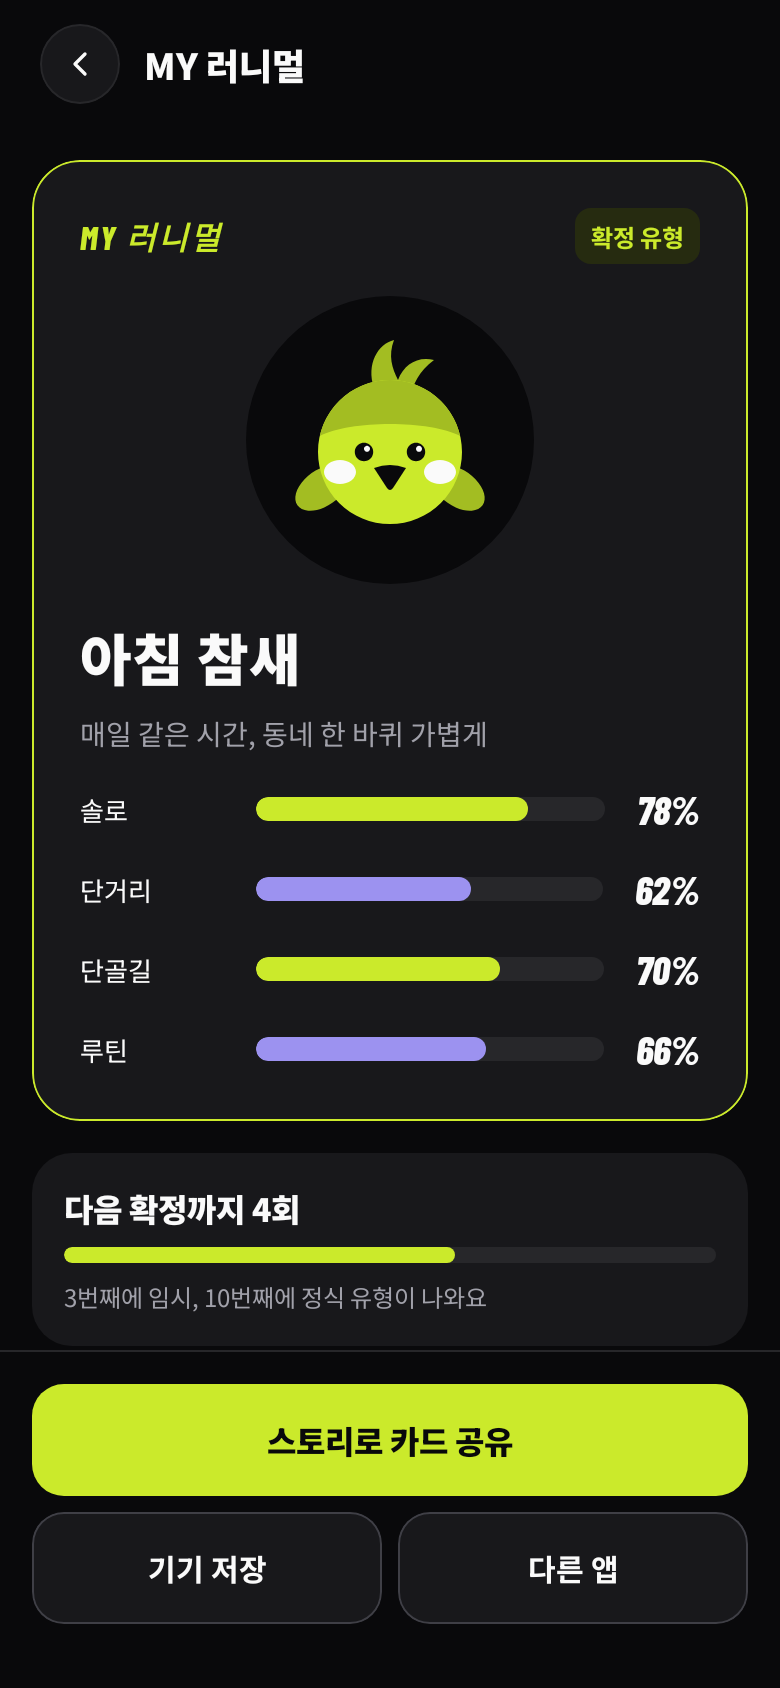 MY 러니멀
MY 러니멀
확정 유형
아침 참새
매일 같은 시간, 동네 한 바퀴 가볍게
솔로 78%
단거리 62%
단골길 70%
루틴 66%
다음 확정까지 4회
3번째에 임시, 10번째에 정식 유형이 나와요
스토리로 카드 공유
기기 저장
다른 앱